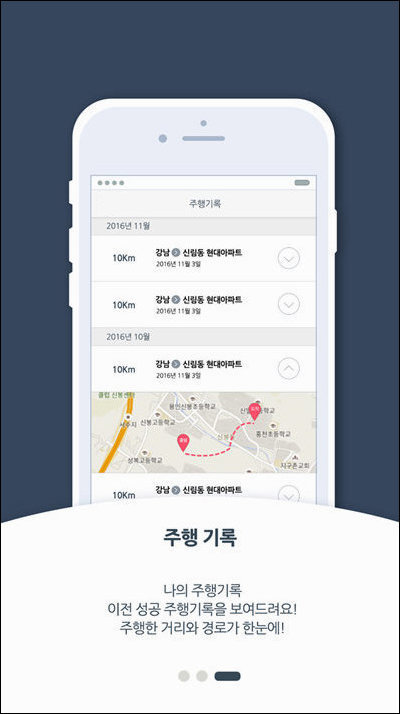 주행기록
2016년 11월
10Km
강남 신림동 현대아파트
2016년 11월 3일
10Km
강남 신림동 현대아파트
2016년 11월 3일
2016년 10월
10Km
강남 신림동 현대아파트
2016년 11월 3일
클럽 신봉센터
용인신봉초등학교
서주지
신봉고등학교
홍천초등학교
성복고등학교
지구촌교회
10Km
강남 신림동 현대아파트
주행 기록
나의 주행기록
이전 성공 주행기록을 보여드려요!
주행한 거리와 경로가 한눈에!